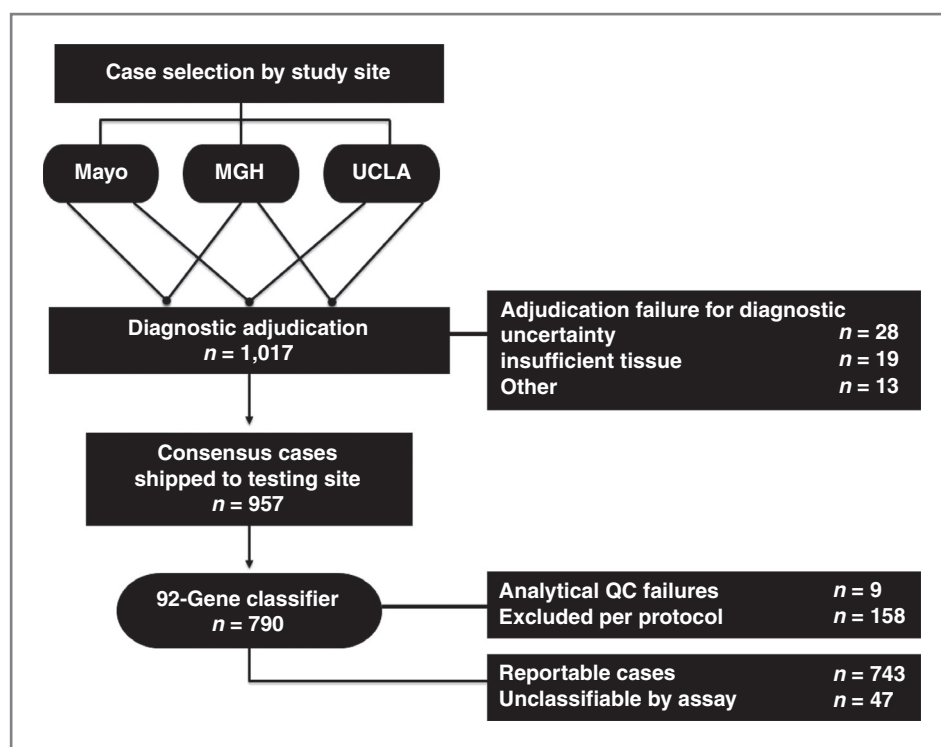 Case selection by study site
Mayo
MGH
UCLA
Diagnostic adjudication
n = 1,017
Adjudication failure for diagnostic
uncertainty n = 28
insufficient tissue n = 19
Other n = 13
Consensus cases
shipped to testing site
n = 957
92-Gene classifier
n = 790
Analytical QC failures n = 9
Excluded per protocol n = 158
Reportable cases n = 743
Unclassifiable by assay n = 47